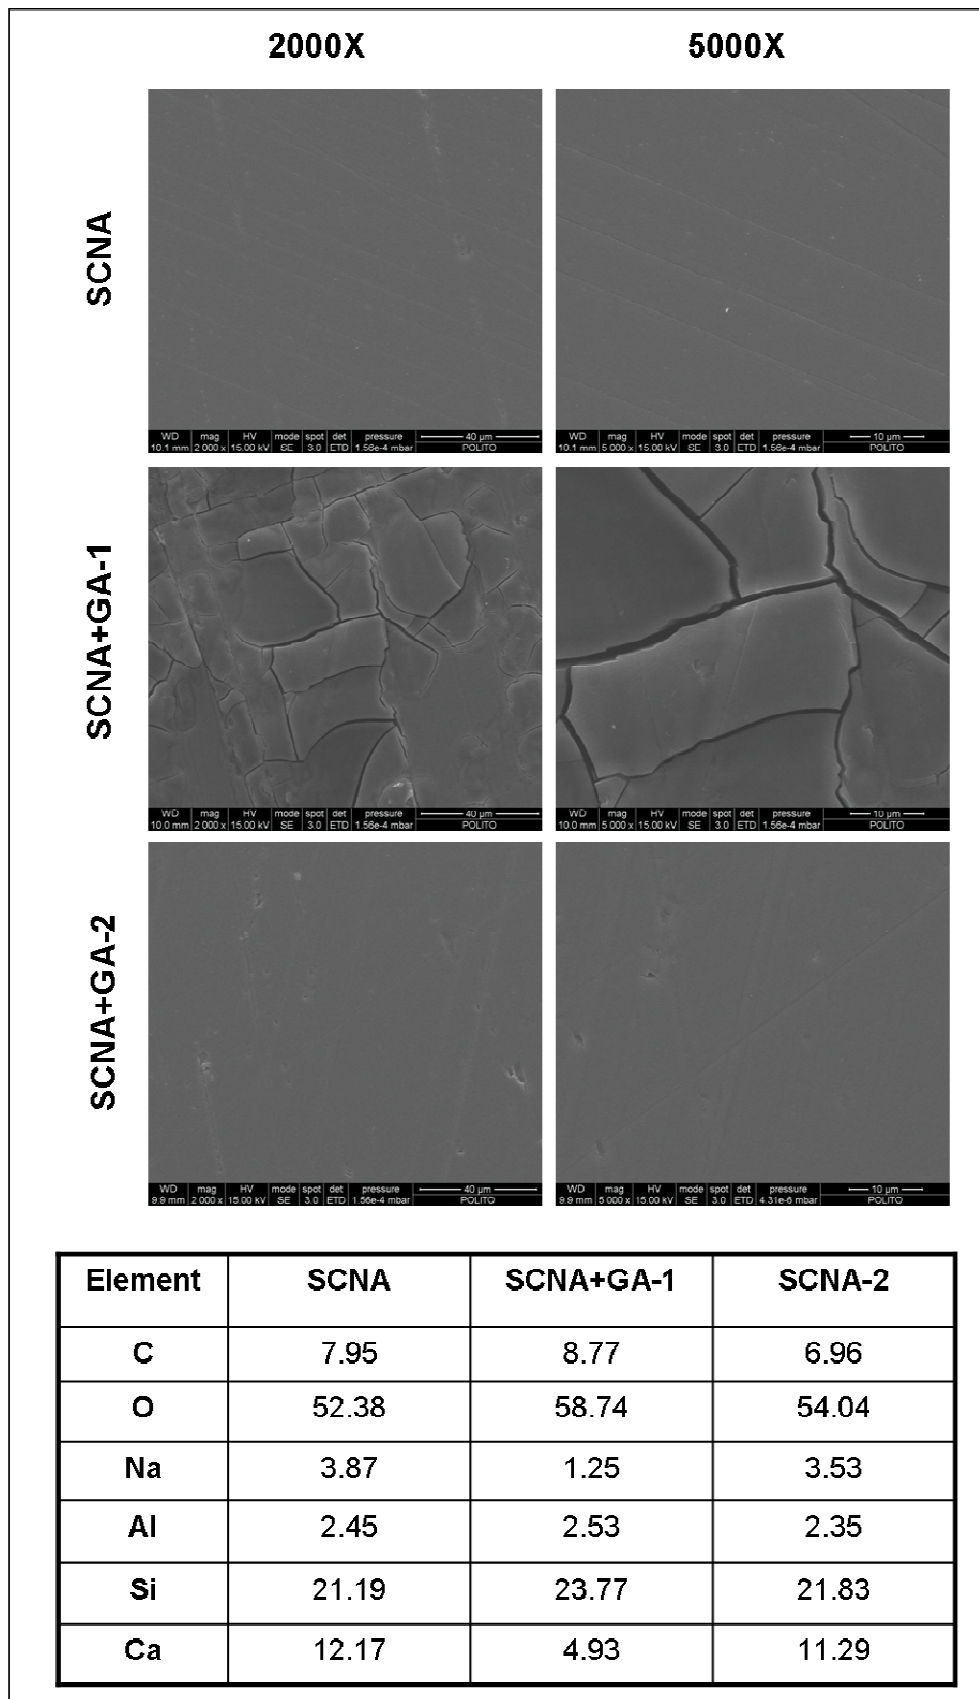 2000X 5000X
SCNA
WD mag HV mode spot det pressure 40 µm
10.1 mm 2 000 x 15.00 kV SE 3.0 ETD 1.56e-4 mbar POLITO
WD mag HV mode spot det pressure 10 µm
10.1 mm 5 000 x 15.00 kV SE 3.0 ETD 1.56e-4 mbar POLITO
SCNA+GA-1
WD mag HV mode spot det pressure 40 µm
10.0 mm 2 000 x 15.00 kV SE 3.0 ETD 1.56e-4 mbar POLITO
WD mag HV mode spot det pressure 10 µm
10.0 mm 5 000 x 15.00 kV SE 3.0 ETD 1.56e-4 mbar POLITO
SCNA+GA-2
WD mag HV mode spot det pressure 40 µm
9.9 mm 2 000 x 15.00 kV SE 3.0 ETD 1.56e-4 mbar POLITO
WD mag HV mode spot det pressure 10 µm
9.9 mm 5 000 x 15.00 kV SE 3.0 ETD 4.31e-6 mbar POLITO
Element SCNA SCNA+GA-1 SCNA-2
C 7.95 8.77 6.96
O 52.38 58.74 54.04
Na 3.87 1.25 3.53
Al 2.45 2.53 2.35
Si 21.19 23.77 21.83
Ca 12.17 4.93 11.29